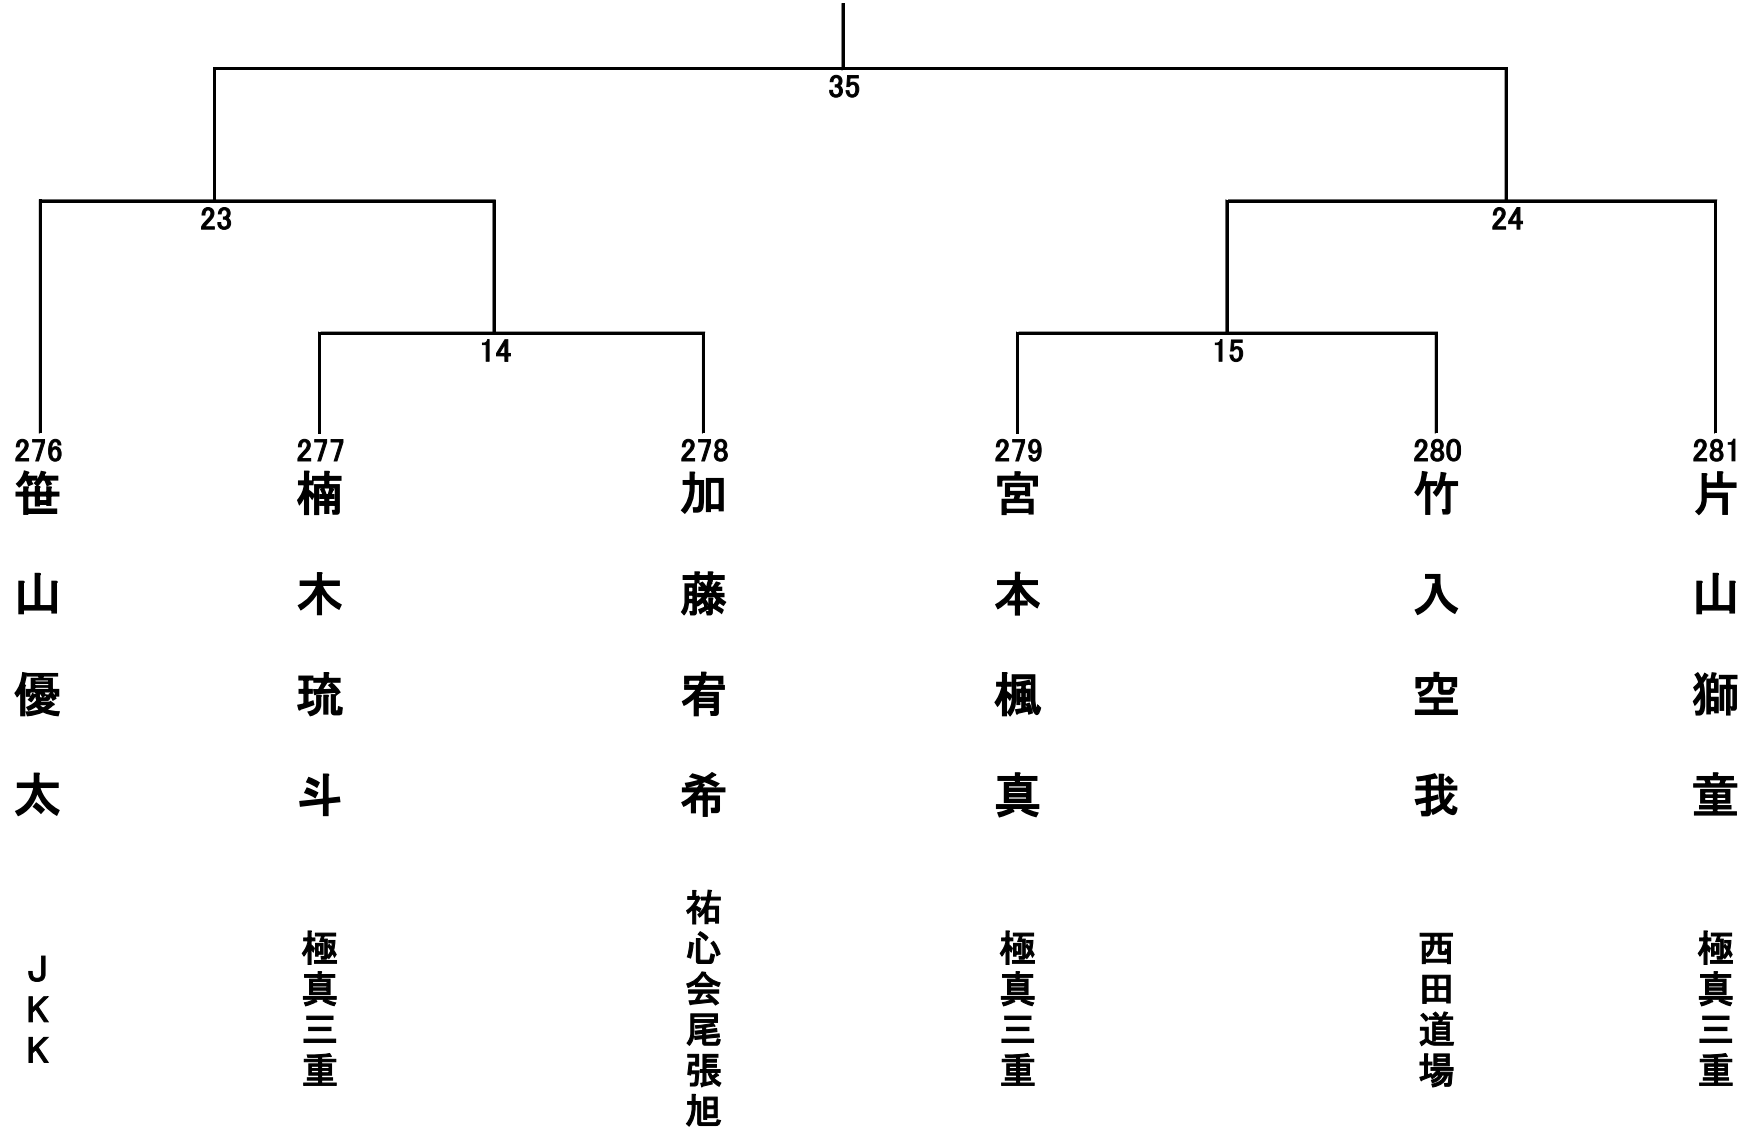 35
23
24
14
15
276
277
278
279
280
281
笹山優太
楠木琉斗
加藤宥希
宮本楓真
竹入空我
片山獅童
JKK
極真三重
祐心会尾張旭
極真三重
西田道場
極真三重